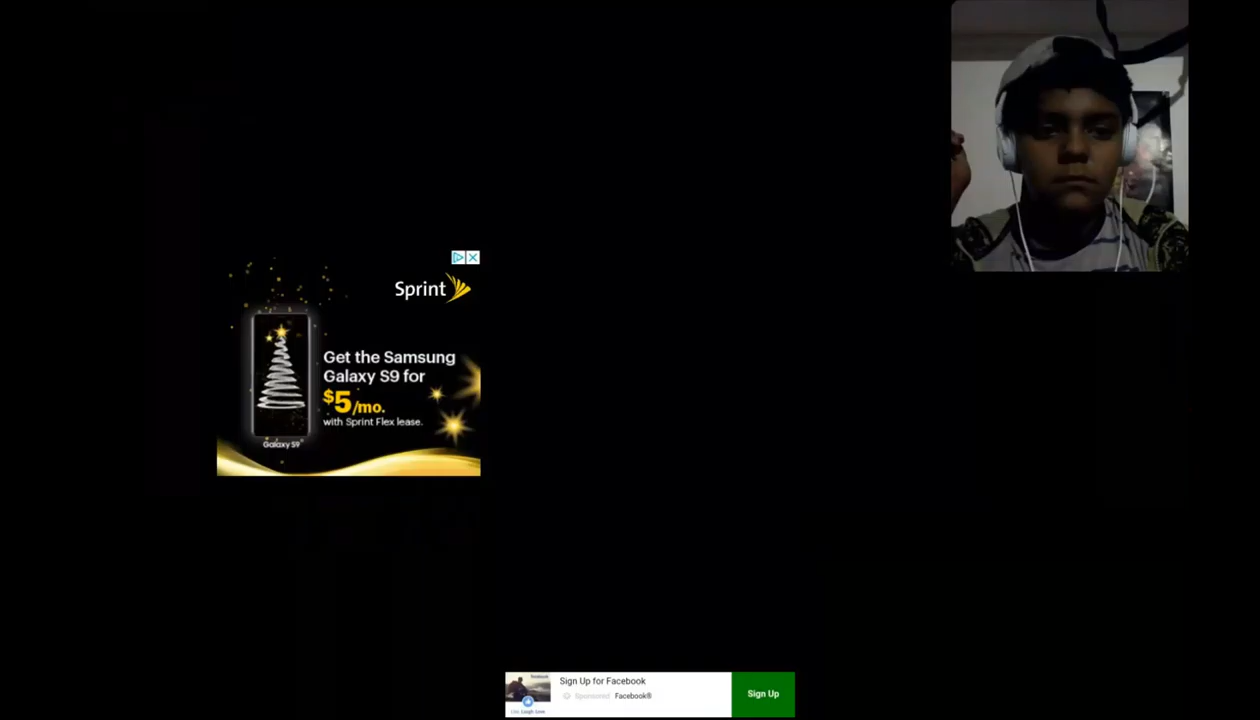 Sprint
Get the Samsung
Galaxy S9 for
$5/mo.
with Sprint Flex lease.
Galaxy S9
Sign Up for Facebook
Sponsored Facebook®
Sign Up